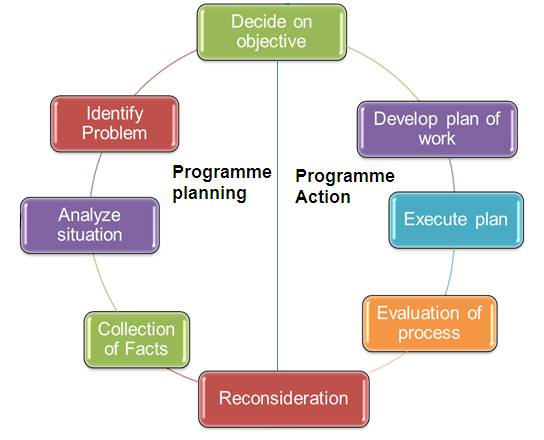 Decide on
objective
Identify
Problem
Develop plan of
work
Programme
planning
Programme
Action
Analyze
situation
Execute plan
Collection
of Facts
Evaluation of
process
Reconsideration